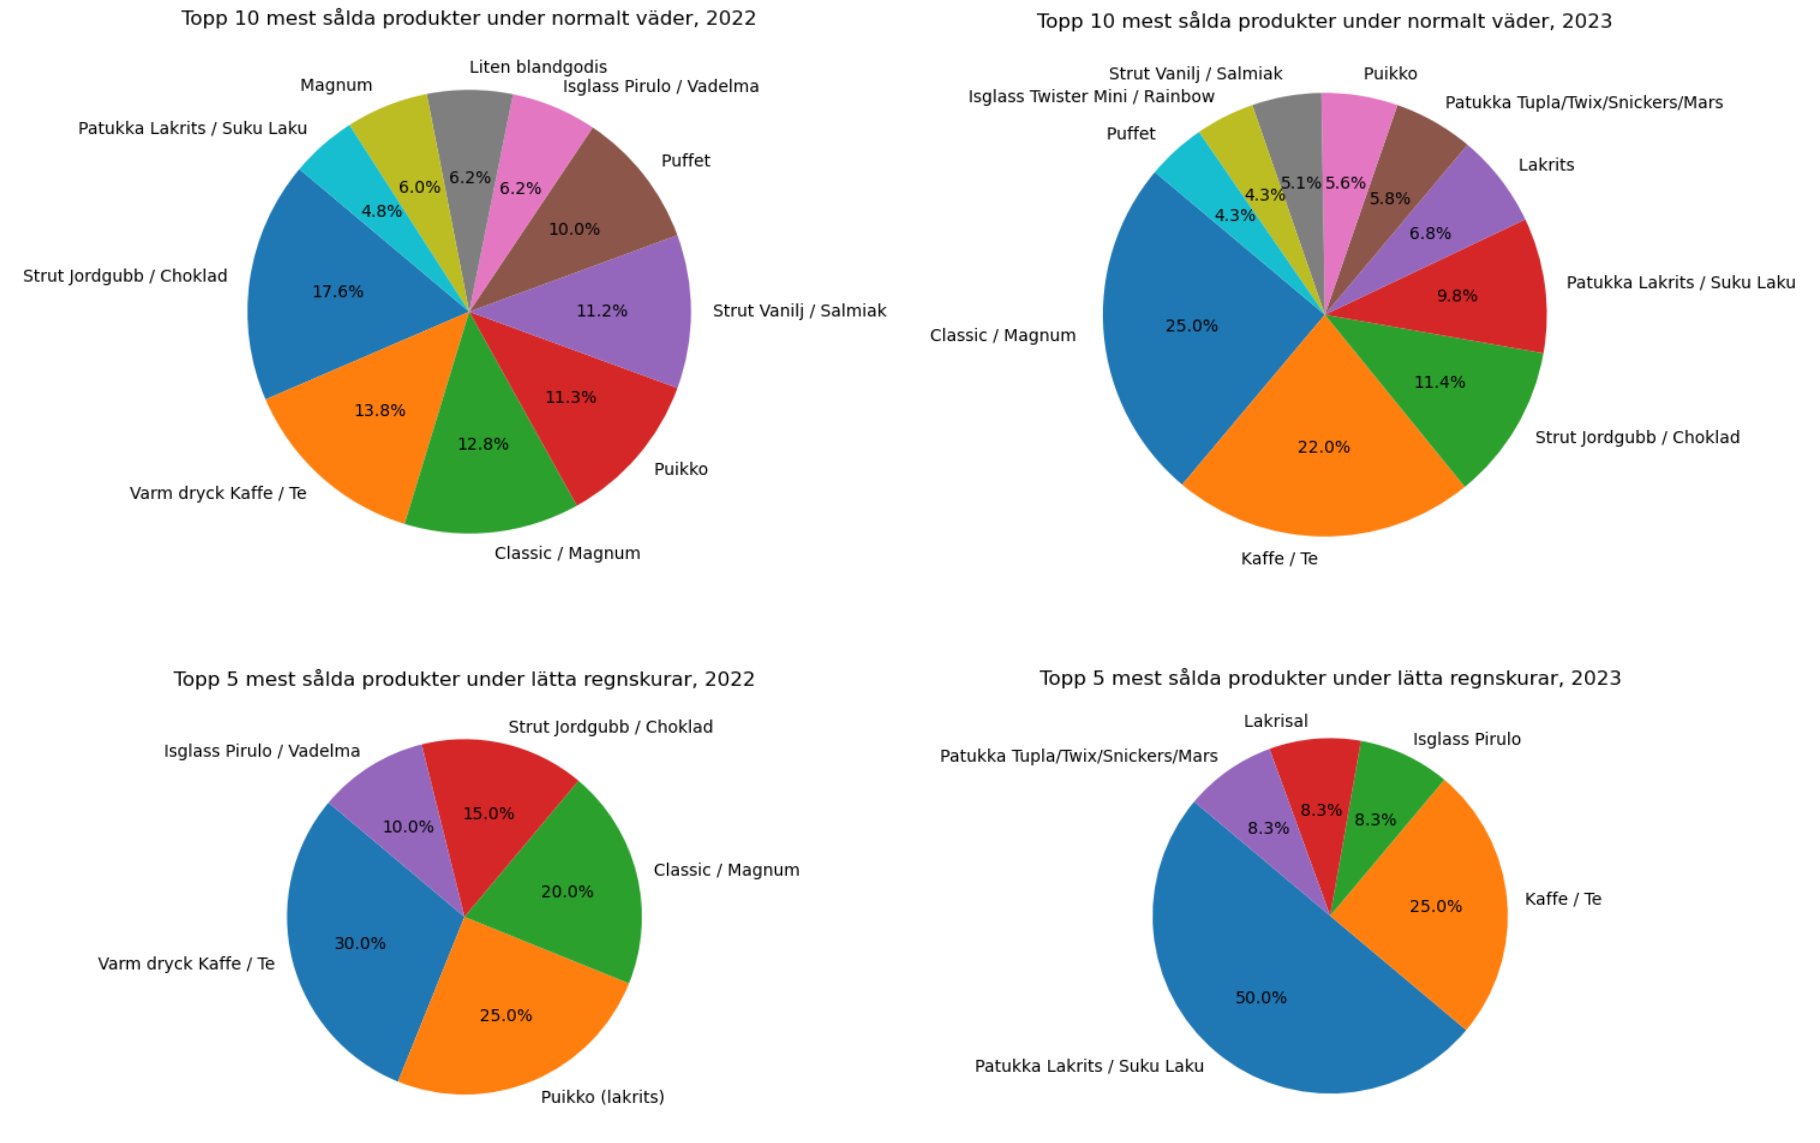 Topp 10 mest sålda produkter under normalt väder, 2022
Liten blandgodis
Magnum
Isglass Pirulo / Vadelma
Patukka Lakrits / Suku Laku
Puffet
6.2%
6.0%
6.2%
4.8%
10.0%
Strut Jordgubb / Choklad
17.6%
11.2%
Strut Vanilj / Salmiak
13.8%
11.3%
12.8%
Puikko
Varm dryck Kaffe / Te
Classic / Magnum
Topp 10 mest sålda produkter under normalt väder, 2023
Strut Vanilj / Salmiak
Puikko
Isglass Twister Mini / Rainbow
Patukka Tupla/Twix/Snickers/Mars
Puffet
Lakrits
5.1%
5.6%
4.3%
5.8%
4.3%
6.8%
Patukka Lakrits / Suku Laku
9.8%
25.0%
Classic / Magnum
11.4%
Strut Jordgubb / Choklad
22.0%
Kaffe / Te
Topp 5 mest sålda produkter under lätta regnskurar, 2022
Strut Jordgubb / Choklad
Isglass Pirulo / Vadelma
15.0%
10.0%
Classic / Magnum
20.0%
30.0%
Varm dryck Kaffe / Te
25.0%
Puikko (lakrits)
Topp 5 mest sålda produkter under lätta regnskurar, 2023
Lakrisal
Isglass Pirulo
Patukka Tupla/Twix/Snickers/Mars
8.3%
8.3%
8.3%
Kaffe / Te
25.0%
50.0%
Patukka Lakrits / Suku Laku